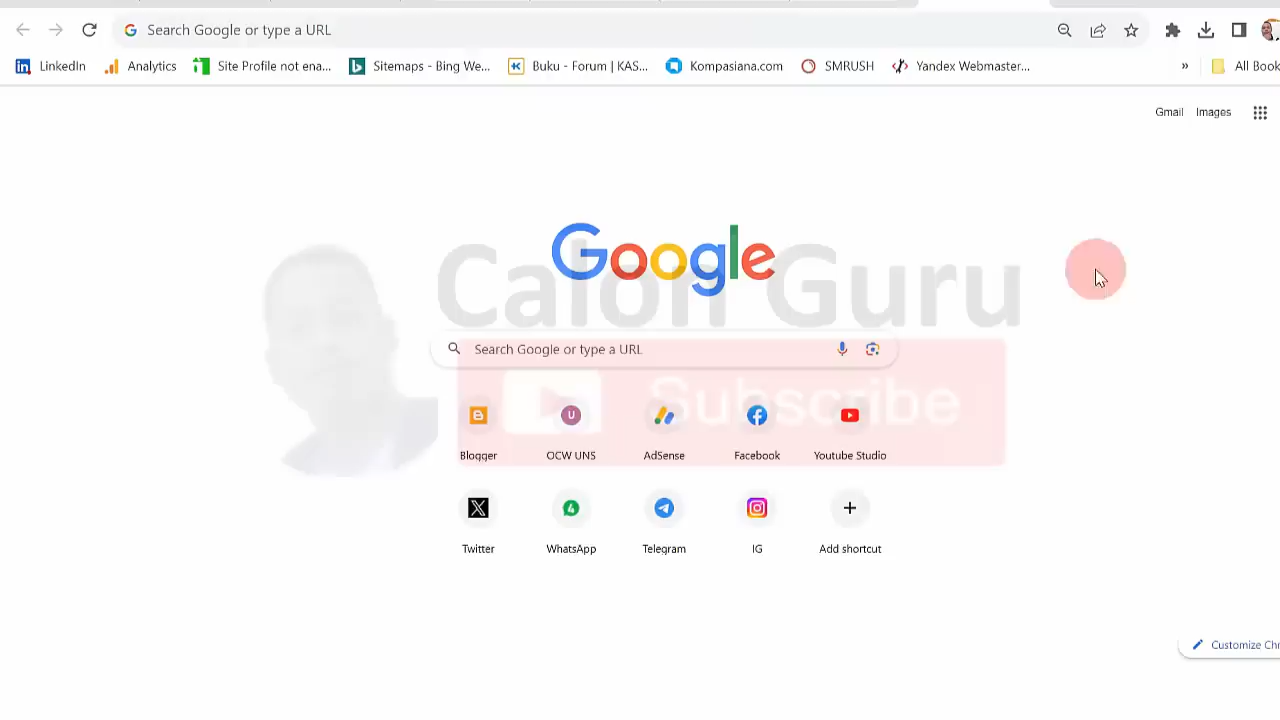 Search Google or type a URL
LinkedIn Analytics Site Profile not ena... Sitemaps - Bing We... Buku - Forum | KAS... Kompasiana.com SMRUSH Yandex Webmaster... » All Book
Gmail Images
Google
Calon Guru
Search Google or type a URL
Subscribe
U
Blogger OCW UNS AdSense Facebook Youtube Studio
4
Twitter WhatsApp Telegram IG Add shortcut
Customize Chr